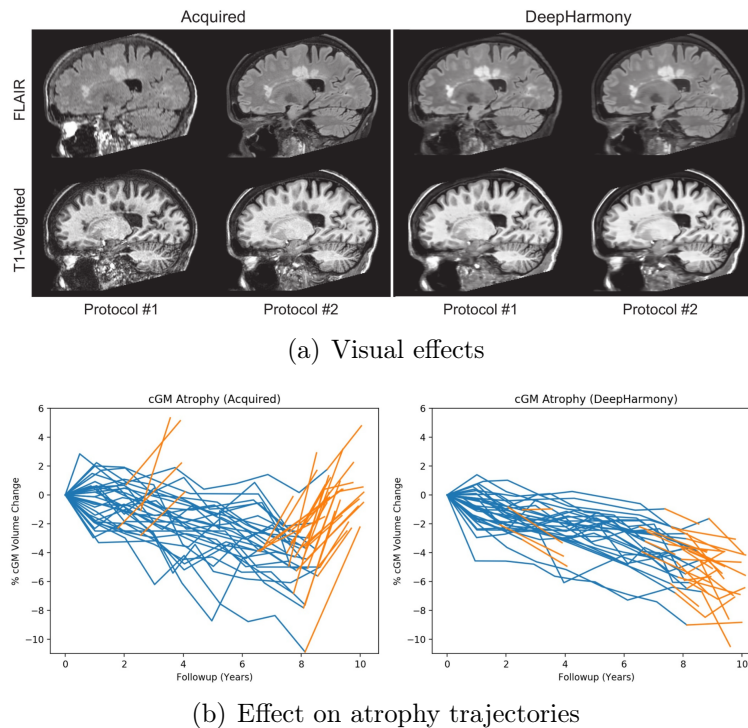 Acquired DeepHarmony
FLAIR
T1-Weighted
Protocol #1 Protocol #2 Protocol #1 Protocol #2
(a) Visual effects
cGM Atrophy (Acquired)
% cGM Volume Change
6
4
2
0
−2
−4
−6
−8
−10
0 2 4 6 8 10
Followup (Years)
cGM Atrophy (DeepHarmony)
% cGM Volume Change
6
4
2
0
−2
−4
−6
−8
−10
0 2 4 6 8 10
Followup (Years)
(b) Effect on atrophy trajectories